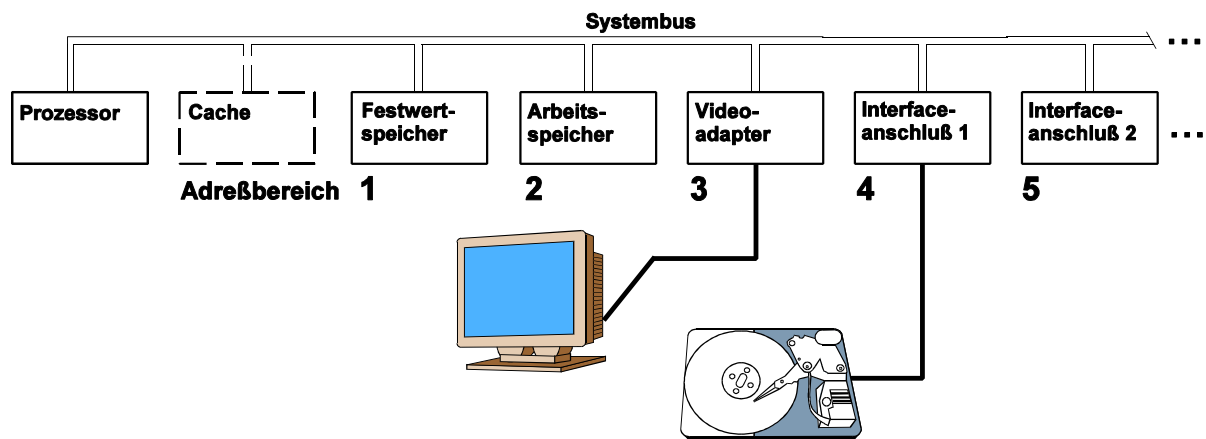 Systembus
...
Prozessor
Cache
Festwert-
speicher
Arbeits-
speicher
Video-
adapter
Interface-
anschluß 1
Interface-
anschluß 2
...
Adreßbereich 1 2 3 4 5